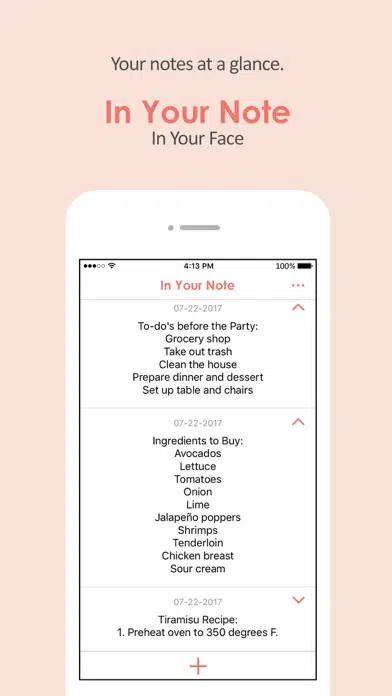 Your notes at a glance.
In Your Note
In Your Face
4:13 PM
100%
In Your Note
07-22-2017
To-do's before the Party:
Grocery shop
Take out trash
Clean the house
Prepare dinner and dessert
Set up table and chairs
07-22-2017
Ingredients to Buy:
Avocados
Lettuce
Tomatoes
Onion
Lime
Jalapeño poppers
Shrimps
Tenderloin
Chicken breast
Sour cream
07-22-2017
Tiramisu Recipe:
1. Preheat oven to 350 degrees F.